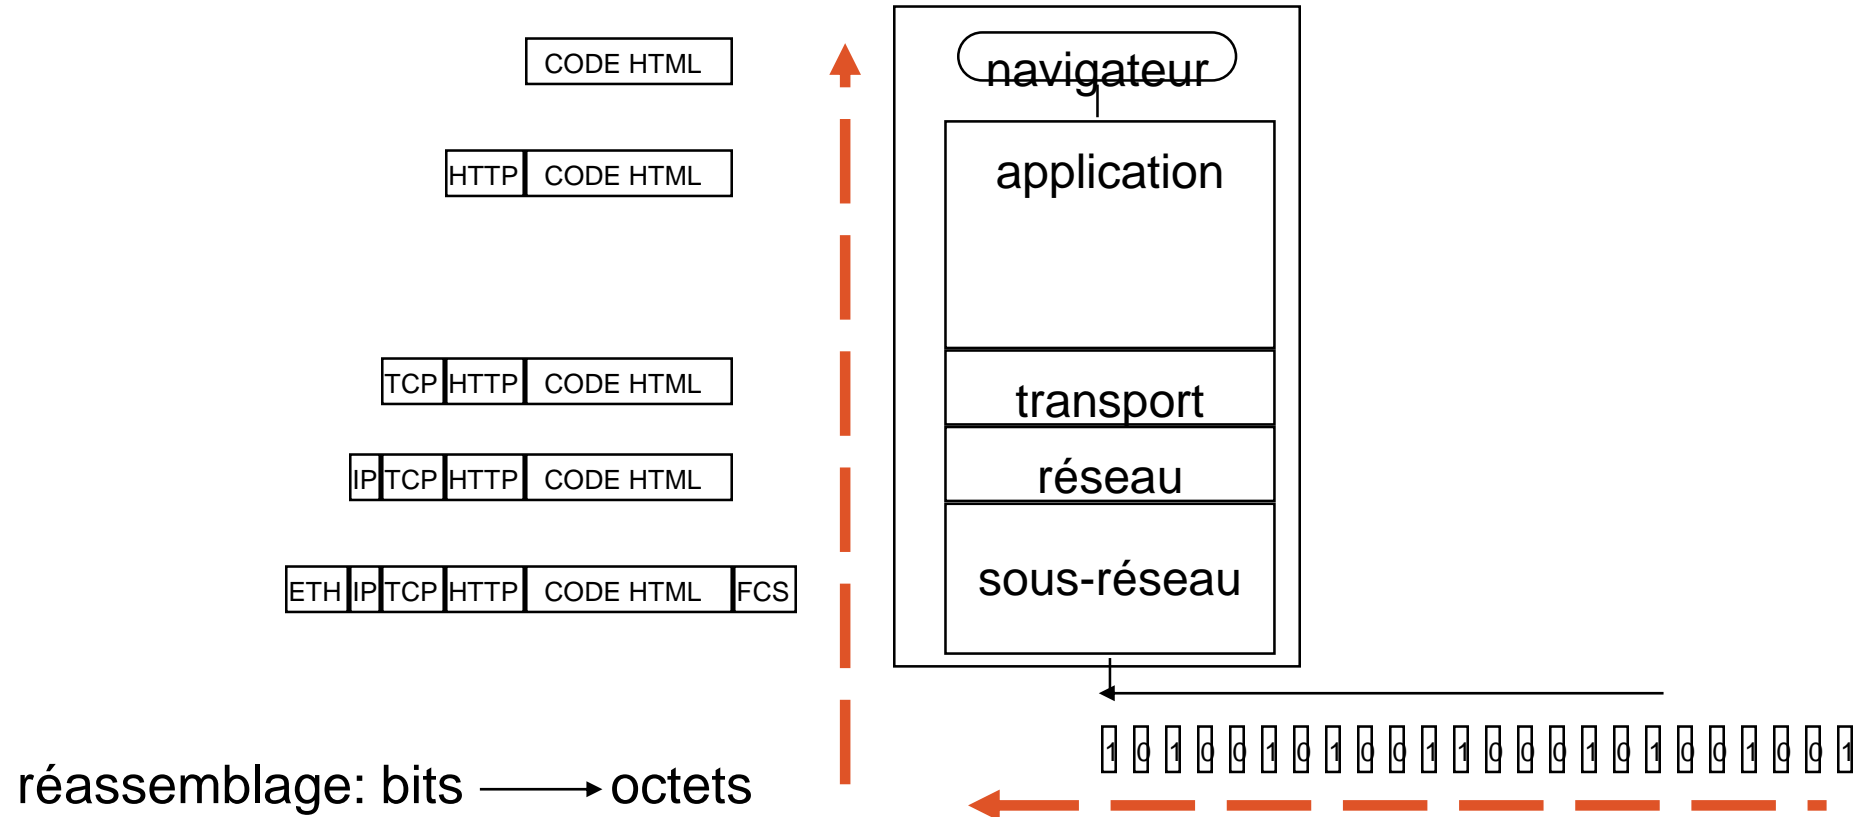 CODE HTML
navigateur
HTTP CODE HTML
application
TCP HTTP CODE HTML
transport
IP TCP HTTP CODE HTML
réseau
ETH IP TCP HTTP CODE HTML FCS
sous-réseau
1 0 1 0 0 1 0 1 0 0 1 1 0 0 0 1 0 1 0 0 1 0 0 1
réassemblage: bits → octets